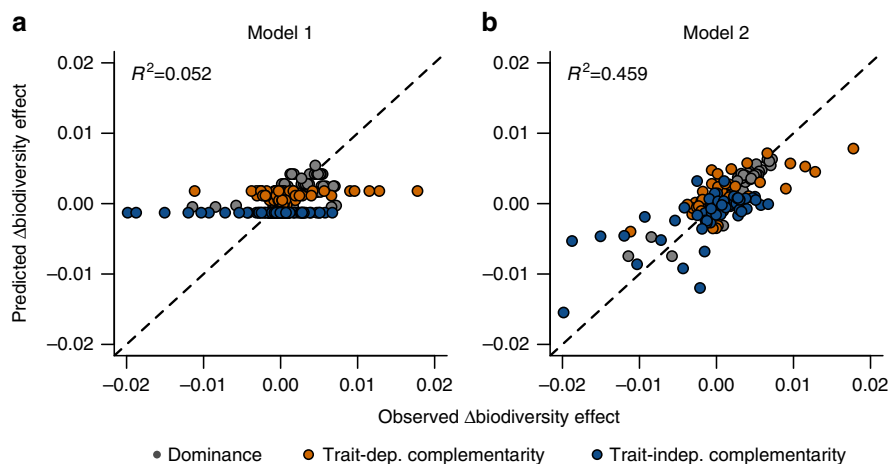 a
Model 1
b
Model 2
R²=0.052
R²=0.459
Predicted Δbiodiversity effect
0.02
0.01
0.00
−0.01
−0.02
0.02
0.01
0.00
−0.01
−0.02
−0.02 −0.01 0.00 0.01 0.02
−0.02 −0.01 0.00 0.01 0.02
Observed Δbiodiversity effect
Dominance
Trait-dep. complementarity
Trait-indep. complementarity